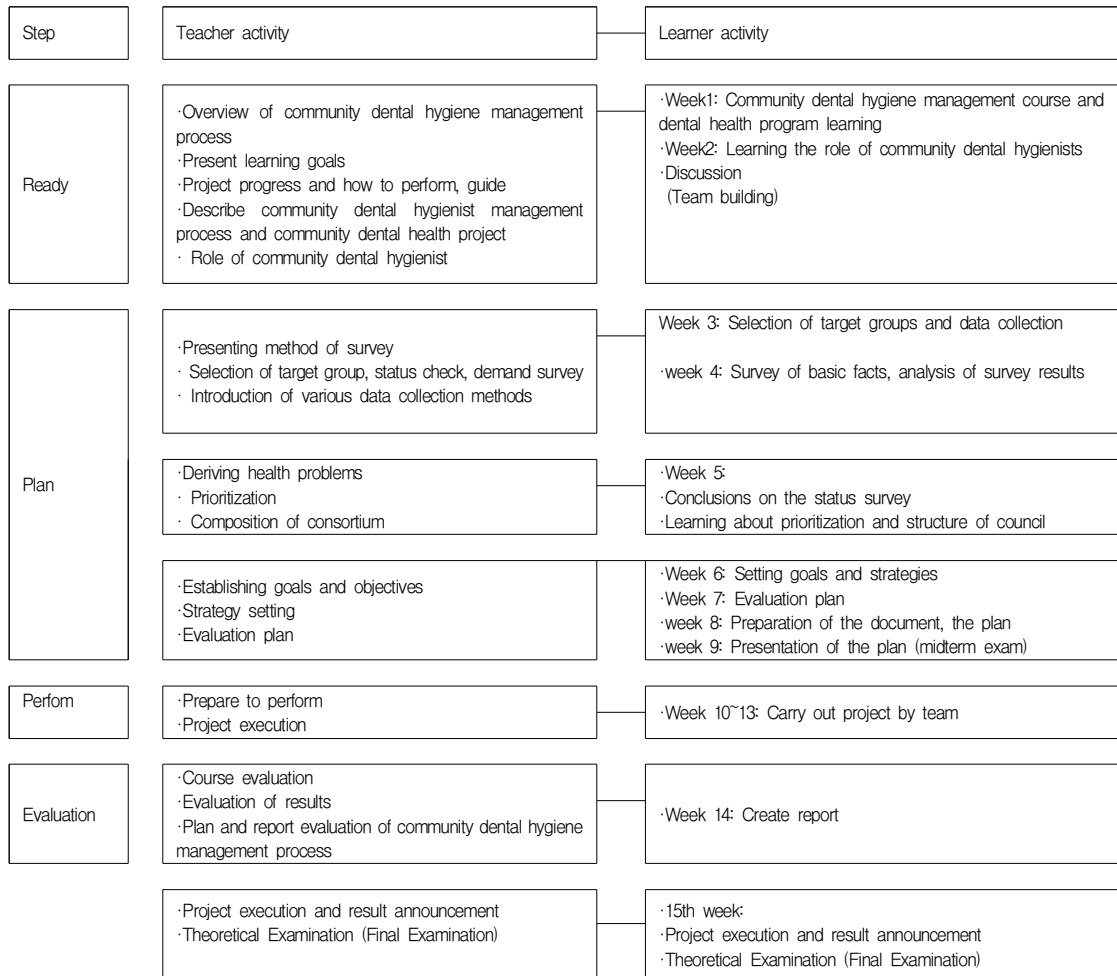 Step
Teacher activity
Learner activity
Ready
·Overview of community dental hygiene management
process
·Present learning goals
·Project progress and how to perform, guide
·Describe community dental hygienist management
process and community dental health project
· Role of community dental hygienist
·Week1: Community dental hygiene management course and
dental health program learning
·Week2: Learning the role of community dental hygienists
·Discussion
(Team building)
Plan
·Presenting method of survey
· Selection of target group, status check, demand survey
· Introduction of various data collection methods
Week 3: Selection of target groups and data collection
·week 4: Survey of basic facts, analysis of survey results
·Deriving health problems
· Prioritization
· Composition of consortium
·Week 5:
·Conclusions on the status survey
·Learning about prioritization and structure of council
·Establishing goals and objectives
·Strategy setting
·Evaluation plan
·Week 6: Setting goals and strategies
·Week 7: Evaluation plan
·week 8: Preparation of the document, the plan
·week 9: Presentation of the plan (midterm exam)
Perfom
·Prepare to perform
·Project execution
·Week 10~13: Carry out project by team
Evaluation
·Course evaluation
·Evaluation of results
·Plan and report evaluation of community dental hygiene
management process
·Week 14: Create report
·Project execution and result announcement
·Theoretical Examination (Final Examination)
·15th week:
·Project execution and result announcement
·Theoretical Examination (Final Examination)